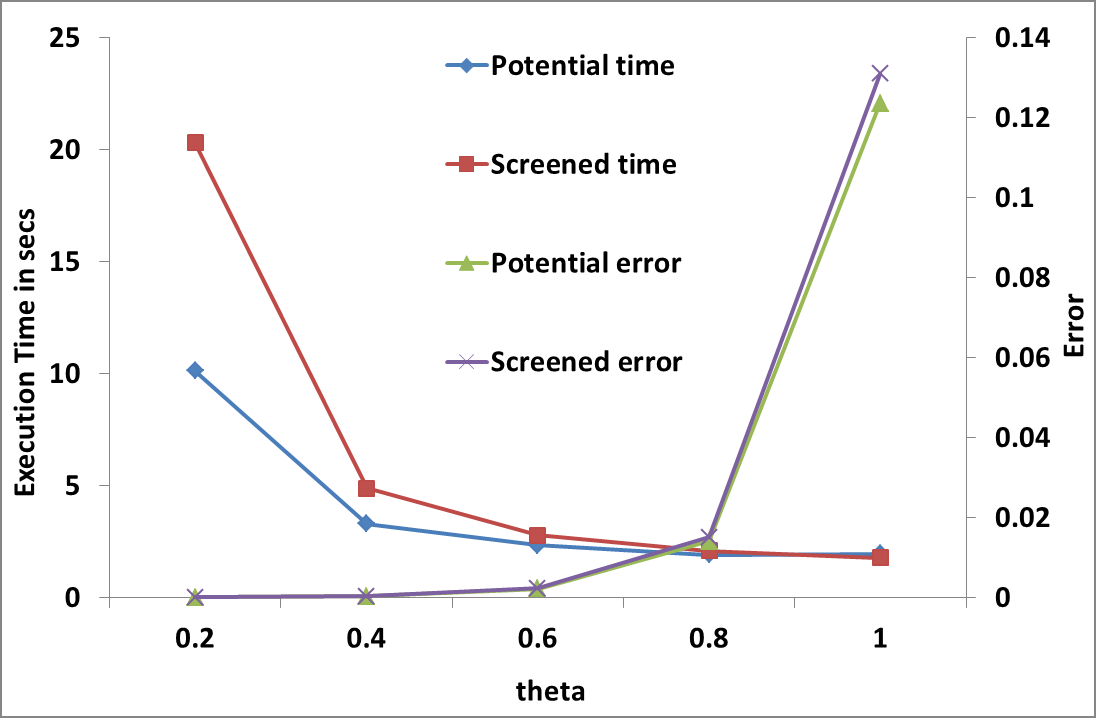 Execution Time in secs
25
20
15
10
5
0
Potential time
Screened time
Potential error
Screened error
0.14
0.12
0.1
0.08
0.06
0.04
0.02
0
Error
0.2 0.4 0.6 0.8 1
theta